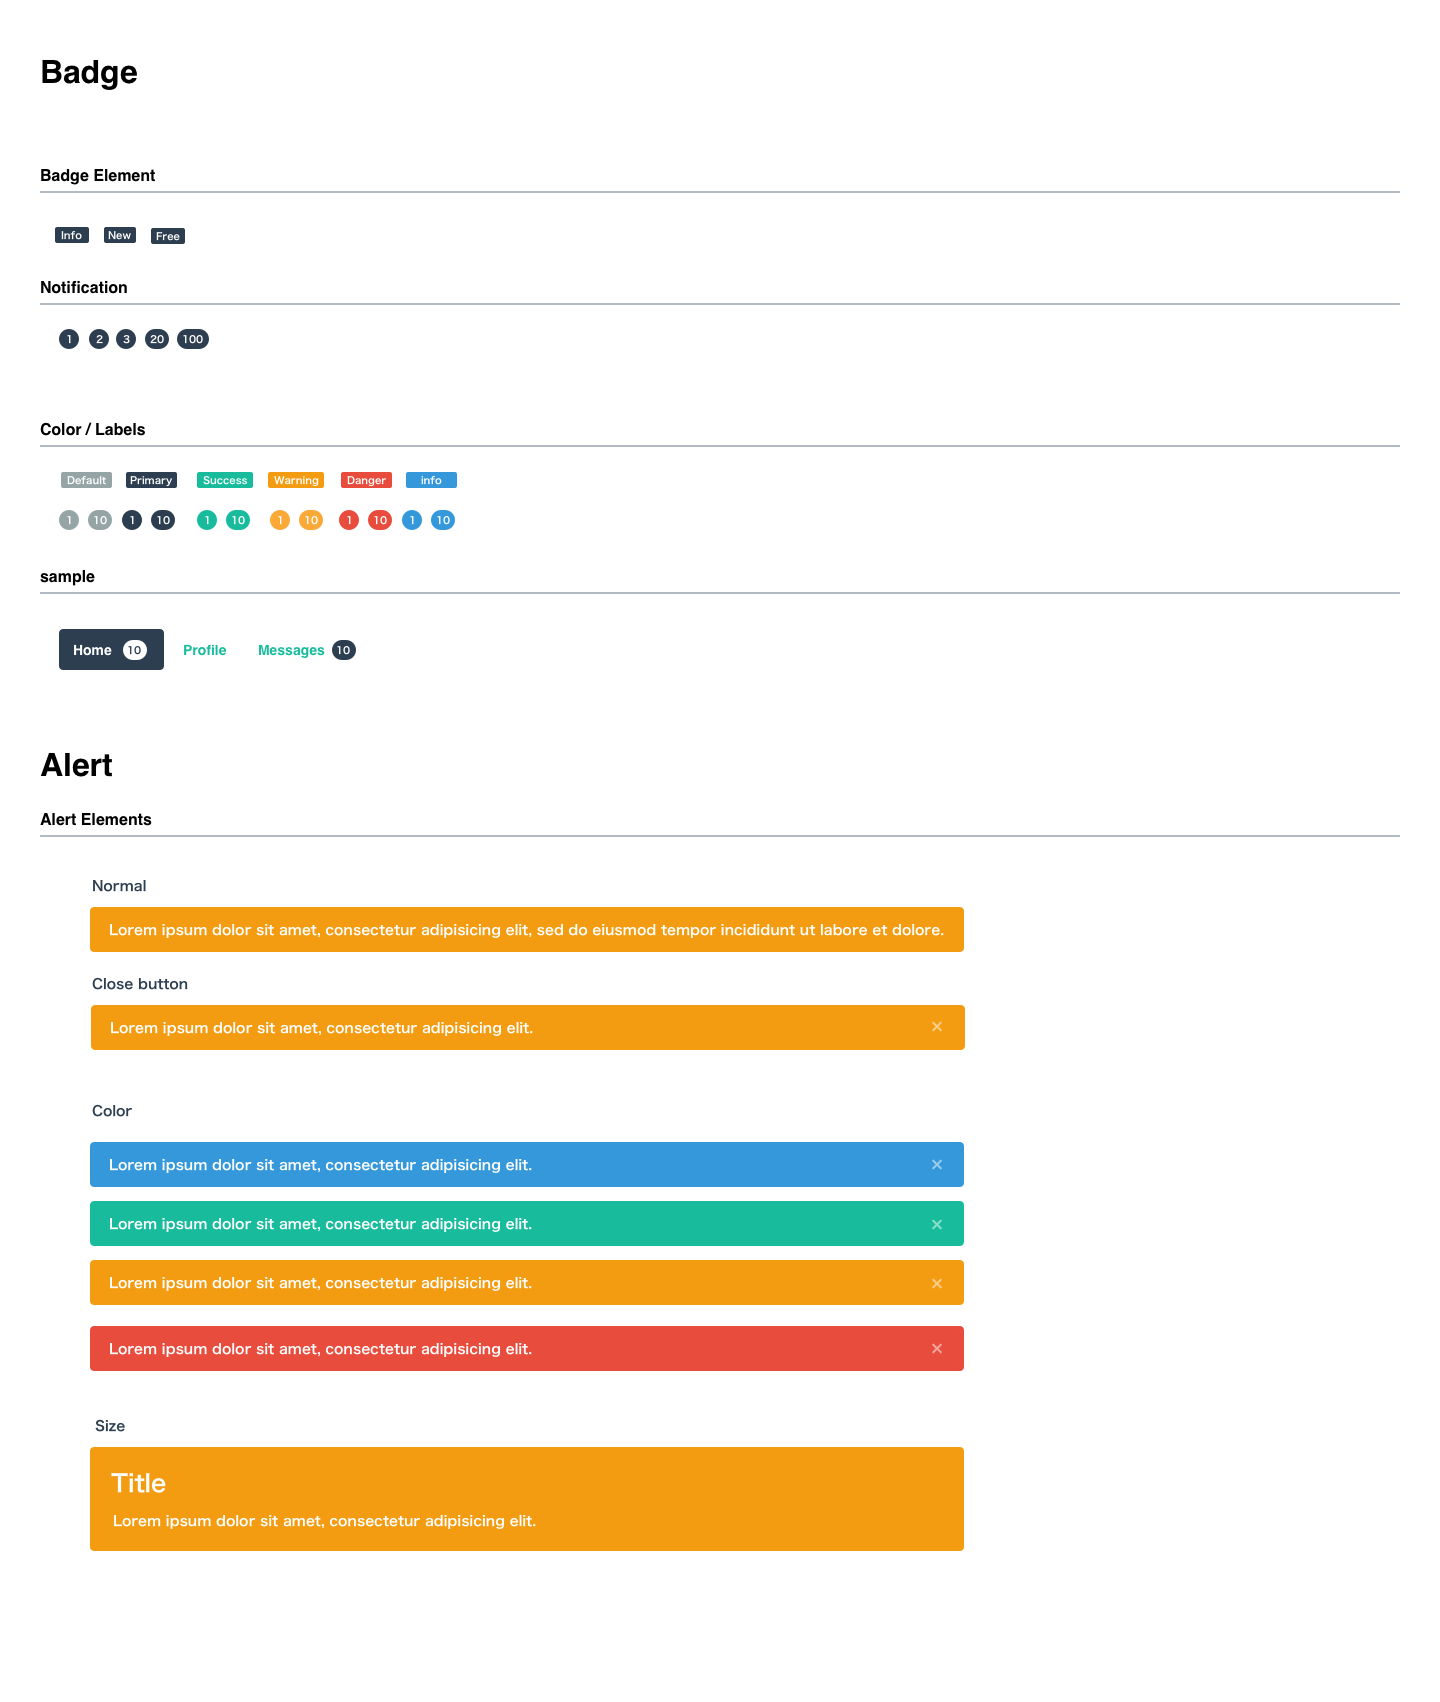 Badge
Badge Element
Info New Free
Notification
1 2 3 20 100
Color / Labels
Default Primary Success Warning Danger info
1 10 1 10 1 10 1 10 1 10 1 10
sample
Home 10 Profile Messages 10
Alert
Alert Elements
Normal
Lorem ipsum dolor sit amet, consectetur adipisicing elit, sed do eiusmod tempor incididunt ut labore et dolore.
Close button
Lorem ipsum dolor sit amet, consectetur adipisicing elit. ×
Color
Lorem ipsum dolor sit amet, consectetur adipisicing elit. ×
Lorem ipsum dolor sit amet, consectetur adipisicing elit. ×
Lorem ipsum dolor sit amet, consectetur adipisicing elit. ×
Lorem ipsum dolor sit amet, consectetur adipisicing elit. ×
Size
Title
Lorem ipsum dolor sit amet, consectetur adipisicing elit.